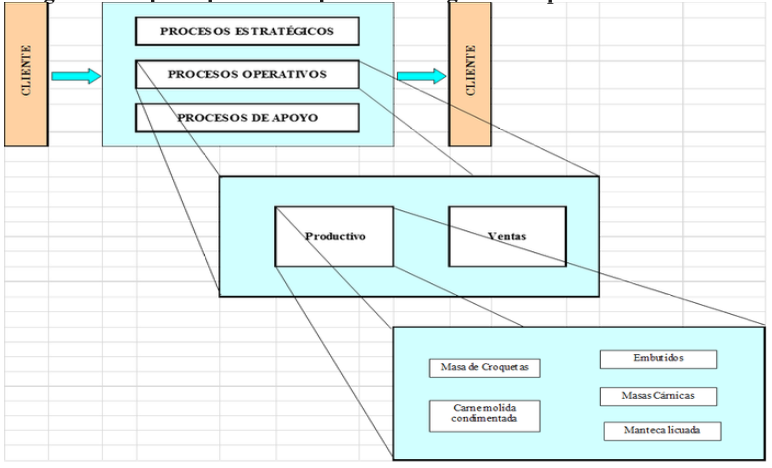 PROCESOS ESTRATÉGICOS
CLIENTE
PROCESOS OPERATIVOS
CLIENTE
PROCESOS DE APOYO
Productivo
Ventas
Masa de Croquetas
Embutidos
Carne molida
condimentada
Masas Cárnicas
Manteca licuada